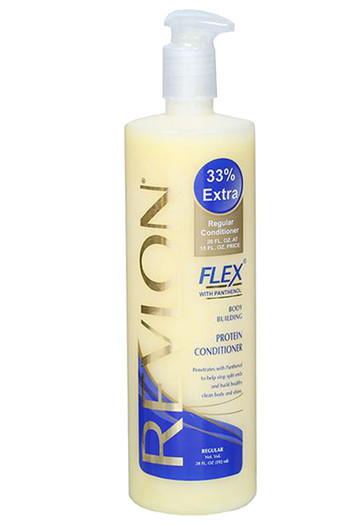 REVLON®
33%
Extra
Regular
Conditioner
20 FL. OZ. AT
15 FL. OZ. PRICE
FLEX®
WITH PANTHENOL
BODY
BUILDING
PROTEIN
CONDITIONER
Penetrates with Panthenol
to help stop split ends
and build healthy
clean body and shine.
REGULAR
Net. Vol.
20 FL. OZ (592 ml)